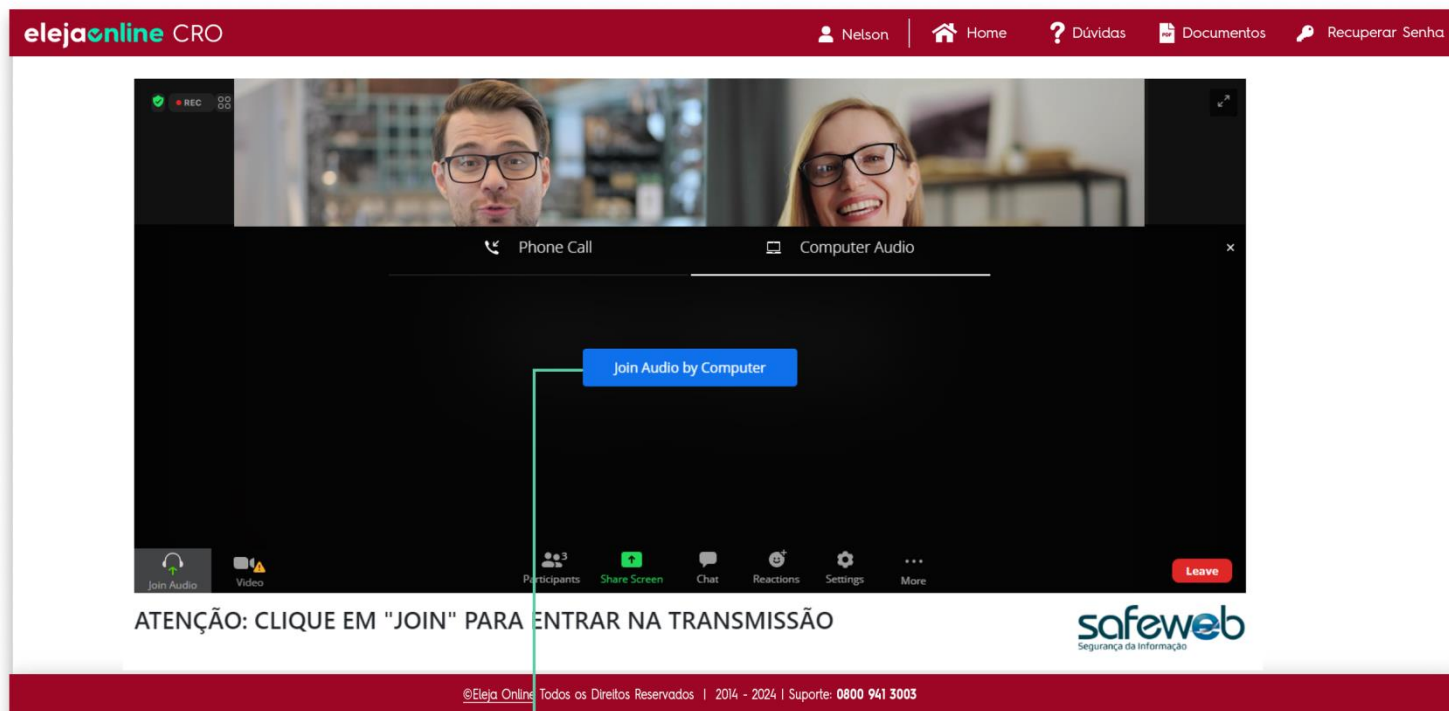 elejaonline CRO
Nelson
Home
Dúvidas
Documentos
Recuperar Senha
REC
Phone Call
Computer Audio
Join Audio by Computer
3
Join Audio
Video
Participants
Share Screen
Chat
Reactions
Settings
More
Leave
ATENÇÃO: CLIQUE EM "JOIN" PARA ENTRAR NA TRANSMISSÃO
safeweb
Segurança da Informação
©Eleja Online Todos os Direitos Reservados | 2014 - 2024 | Suporte: 0800 941 3003